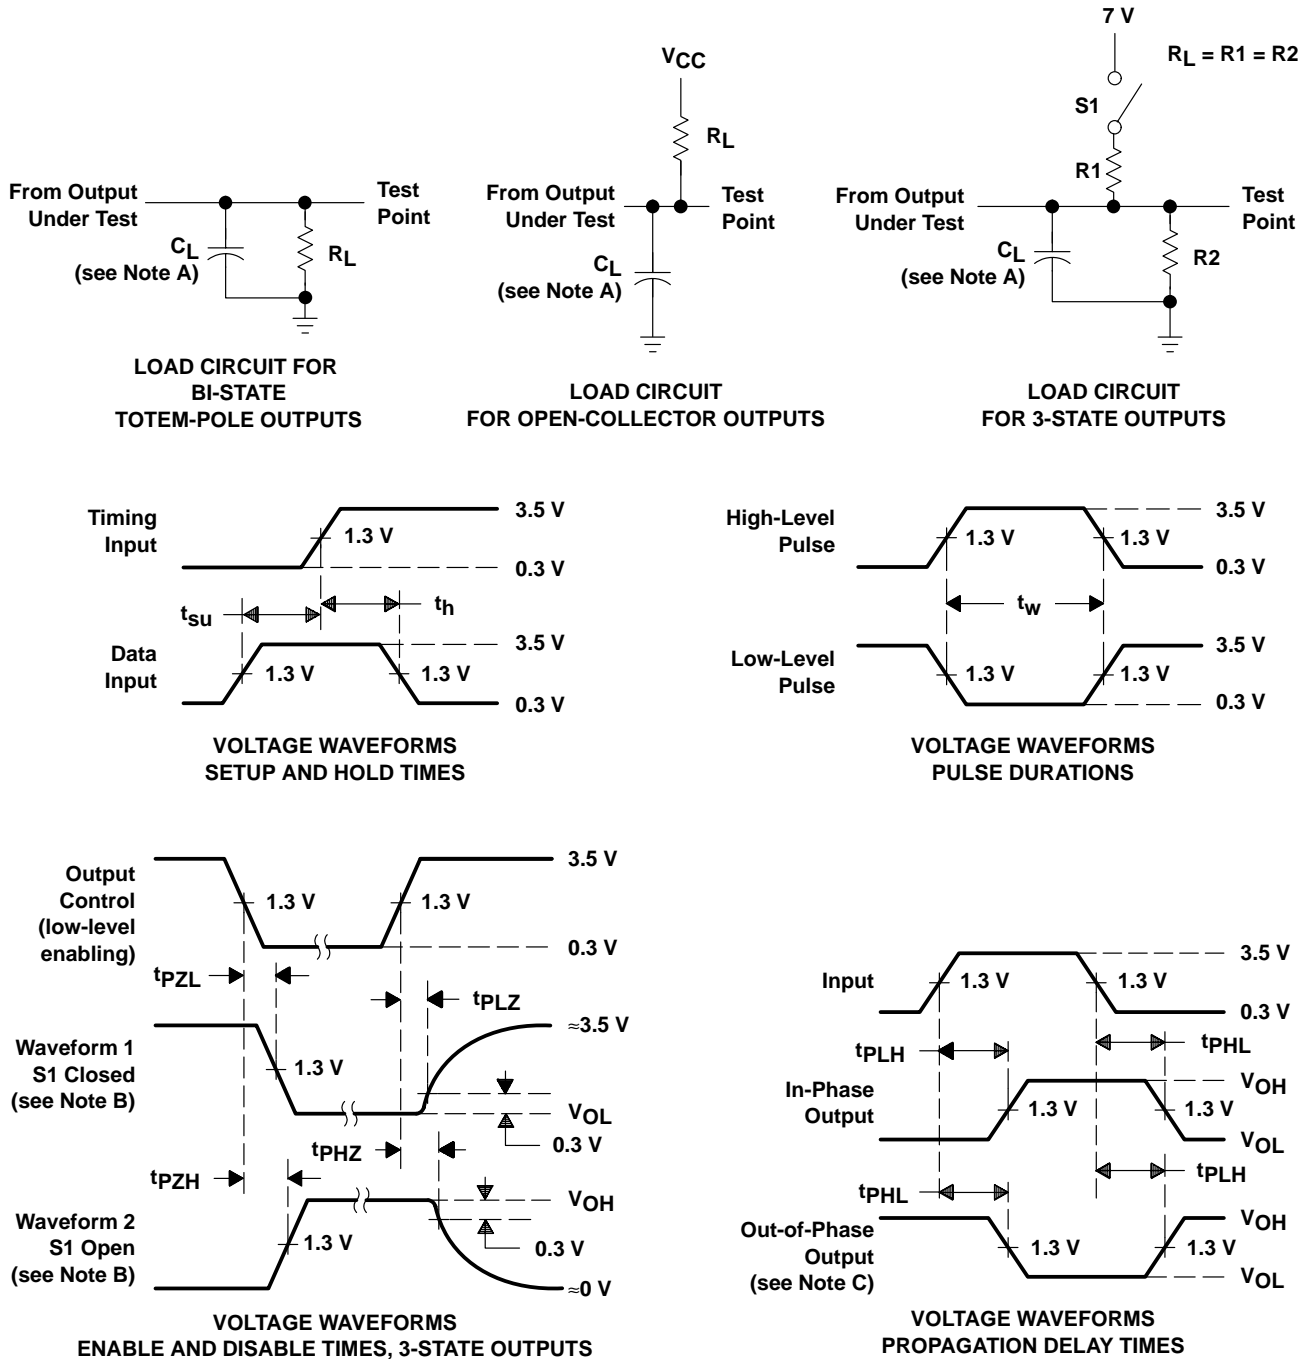 7 V
RL = R1 = R2
S1
R1
From Output
Under Test
Test
Point
CL
(see Note A)
R2
VCC
RL
From Output
Under Test
Test
Point
CL
(see Note A)
From Output
Under Test
Test
Point
CL
(see Note A)
RL
LOAD CIRCUIT FOR
BI-STATE
TOTEM-POLE OUTPUTS
LOAD CIRCUIT
FOR OPEN-COLLECTOR OUTPUTS
LOAD CIRCUIT
FOR 3-STATE OUTPUTS
Timing
Input
3.5 V
1.3 V
0.3 V
tsu
th
Data
Input
3.5 V
1.3 V
1.3 V
0.3 V
VOLTAGE WAVEFORMS
SETUP AND HOLD TIMES
High-Level
Pulse
3.5 V
1.3 V
1.3 V
0.3 V
tw
Low-Level
Pulse
3.5 V
1.3 V
1.3 V
0.3 V
VOLTAGE WAVEFORMS
PULSE DURATIONS
Output
Control
(low-level
enabling)
3.5 V
1.3 V
1.3 V
0.3 V
tPZL
tPLZ
Waveform 1
S1 Closed
(see Note B)
≈3.5 V
1.3 V
VOL
0.3 V
tPHZ
tPZH
Waveform 2
S1 Open
(see Note B)
VOH
1.3 V
0.3 V
≈0 V
VOLTAGE WAVEFORMS
ENABLE AND DISABLE TIMES, 3-STATE OUTPUTS
Input
3.5 V
1.3 V
1.3 V
0.3 V
tPLH
tPHL
In-Phase
Output
VOH
1.3 V
1.3 V
VOL
tPHL
tPLH
Out-of-Phase
Output
(see Note C)
VOH
1.3 V
1.3 V
VOL
VOLTAGE WAVEFORMS
PROPAGATION DELAY TIMES